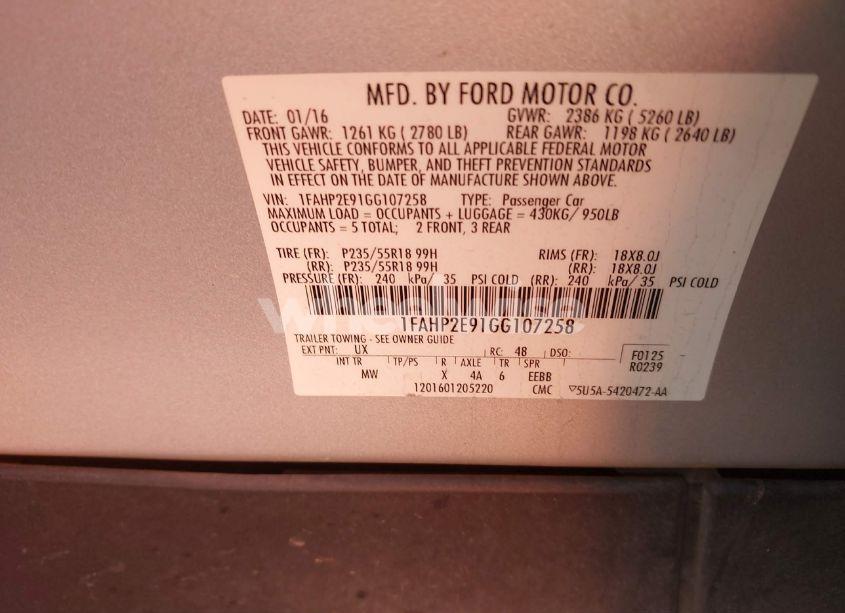 MFD. BY FORD MOTOR CO.
DATE: 01/16 GVWR: 2386 KG ( 5260 LB)
FRONT GAWR: 1261 KG ( 2780 LB) REAR GAWR: 1198 KG ( 2640 LB)
THIS VEHICLE CONFORMS TO ALL APPLICABLE FEDERAL MOTOR
VEHICLE SAFETY, BUMPER, AND THEFT PREVENTION STANDARDS
IN EFFECT ON THE DATE OF MANUFACTURE SHOWN ABOVE.
VIN: 1FAHP2E91GG107258 TYPE: Passenger Car
MAXIMUM LOAD = OCCUPANTS + LUGGAGE = 430KG/ 950LB
OCCUPANTS = 5 TOTAL; 2 FRONT, 3 REAR
TIRE (FR): P235/55R18 99H RIMS (FR): 18X8.0J
(RR): P235/55R18 99H (RR): 18X8.0J
PRESSURE (FR): 240 kPa/ 35 PSI COLD (RR): 240 kPa/ 35 PSI COLD
1FAHP2E91GG107258
TRAILER TOWING - SEE OWNER GUIDE
EXT PNT: UX RC: 48 DSO: F0125
INT TR TP/PS R AXLE TR SPR R0239
MW X 4A 6 EEBB
1201601205220 CMC 5U5A-5420472-AA